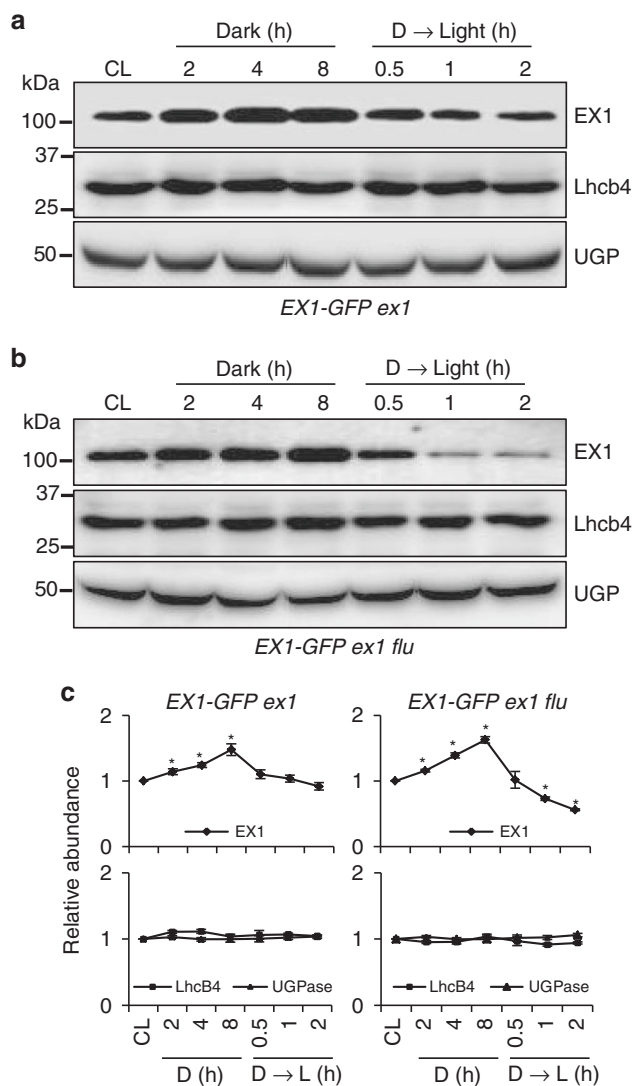 a
Dark (h)
D → Light (h)
CL 2 4 8 0.5 1 2
kDa
100
EX1
37
25
Lhcb4
50
UGP
EX1-GFP ex1
b
Dark (h)
D → Light (h)
CL 2 4 8 0.5 1 2
kDa
100
EX1
37
25
Lhcb4
50
UGP
EX1-GFP ex1 flu
c
EX1-GFP ex1
EX1-GFP ex1 flu
Relative abundance
2
1
0
* * *
EX1
2
1
0
* * * * *
EX1
2
1
0
LhcB4 UGPase
2
1
0
LhcB4 UGPase
CL 2 4 8 0.5 1 2
D (h) D → L (h)
CL 2 4 8 0.5 1 2
D (h) D → L (h)